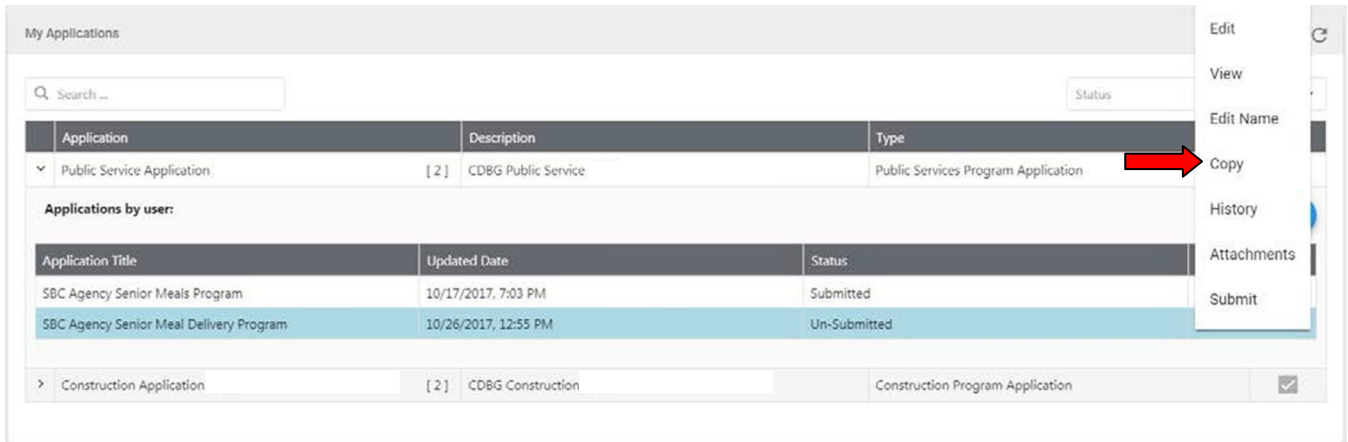 My Applications
Search ...
Status
Application Description Type
Public Service Application [ 2 ] CDBG Public Service Public Services Program Application
Applications by user:
Application Title Updated Date Status
SBC Agency Senior Meals Program 10/17/2017, 7:03 PM Submitted
SBC Agency Senior Meal Delivery Program 10/26/2017, 12:55 PM Un-Submitted
Construction Application [ 2 ] CDBG Construction Construction Program Application
Edit
View
Edit Name
Copy
History
Attachments
Submit